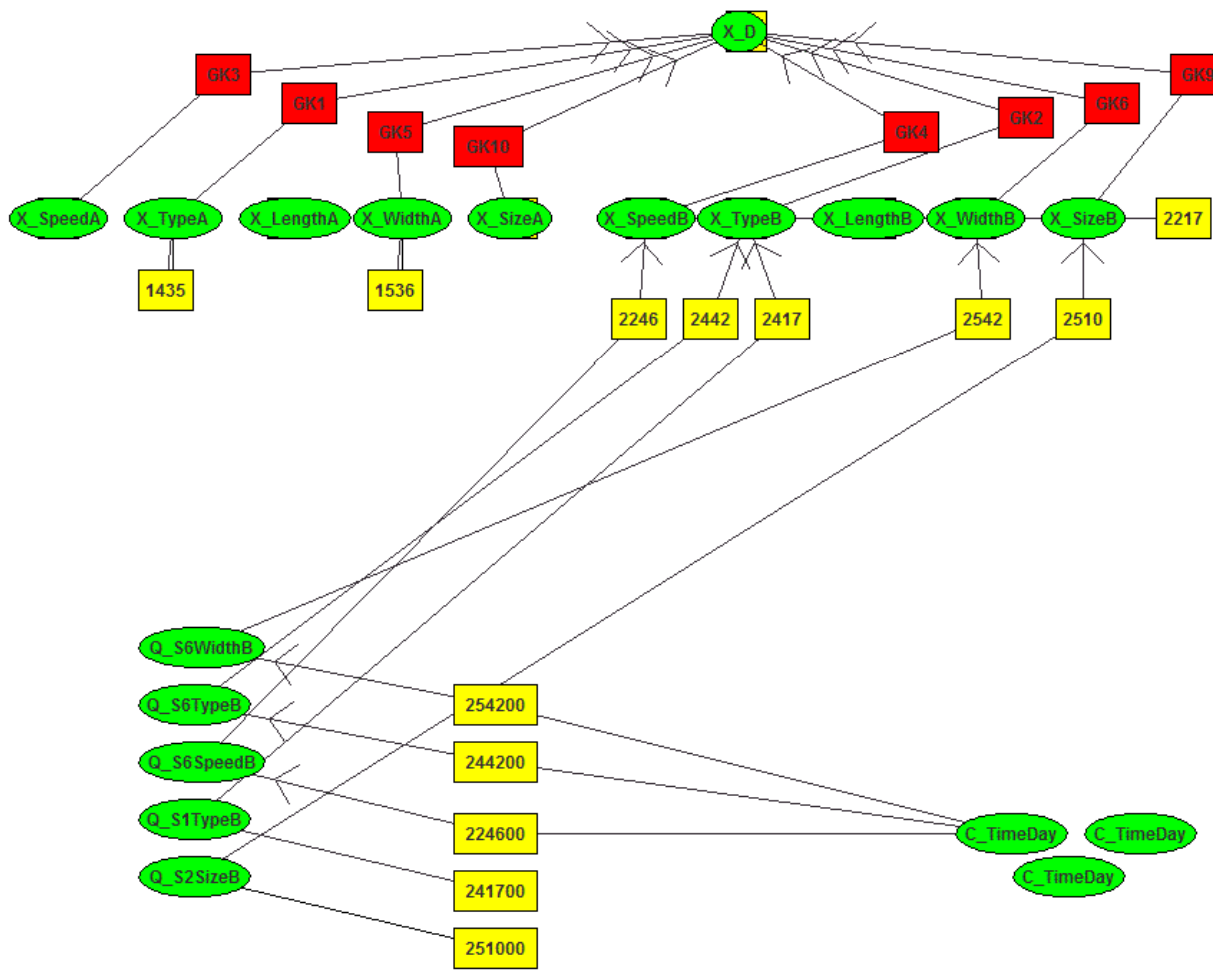 X_D
GK3
GK1
GK5
GK10
GK4
GK2
GK6
GK9
X_SpeedA
X_TypeA
X_LengthA
X_WidthA
X_SizeA
X_SpeedB
X_TypeB
X_LengthB
X_WidthB
X_SizeB
2217
1435
1536
2246
2442
2417
2542
2510
Q_S6WidthB
Q_S6TypeB
254200
Q_S6SpeedB
244200
Q_S1TypeB
224600
C_TimeDay
C_TimeDay
Q_S2SizeB
241700
C_TimeDay
251000